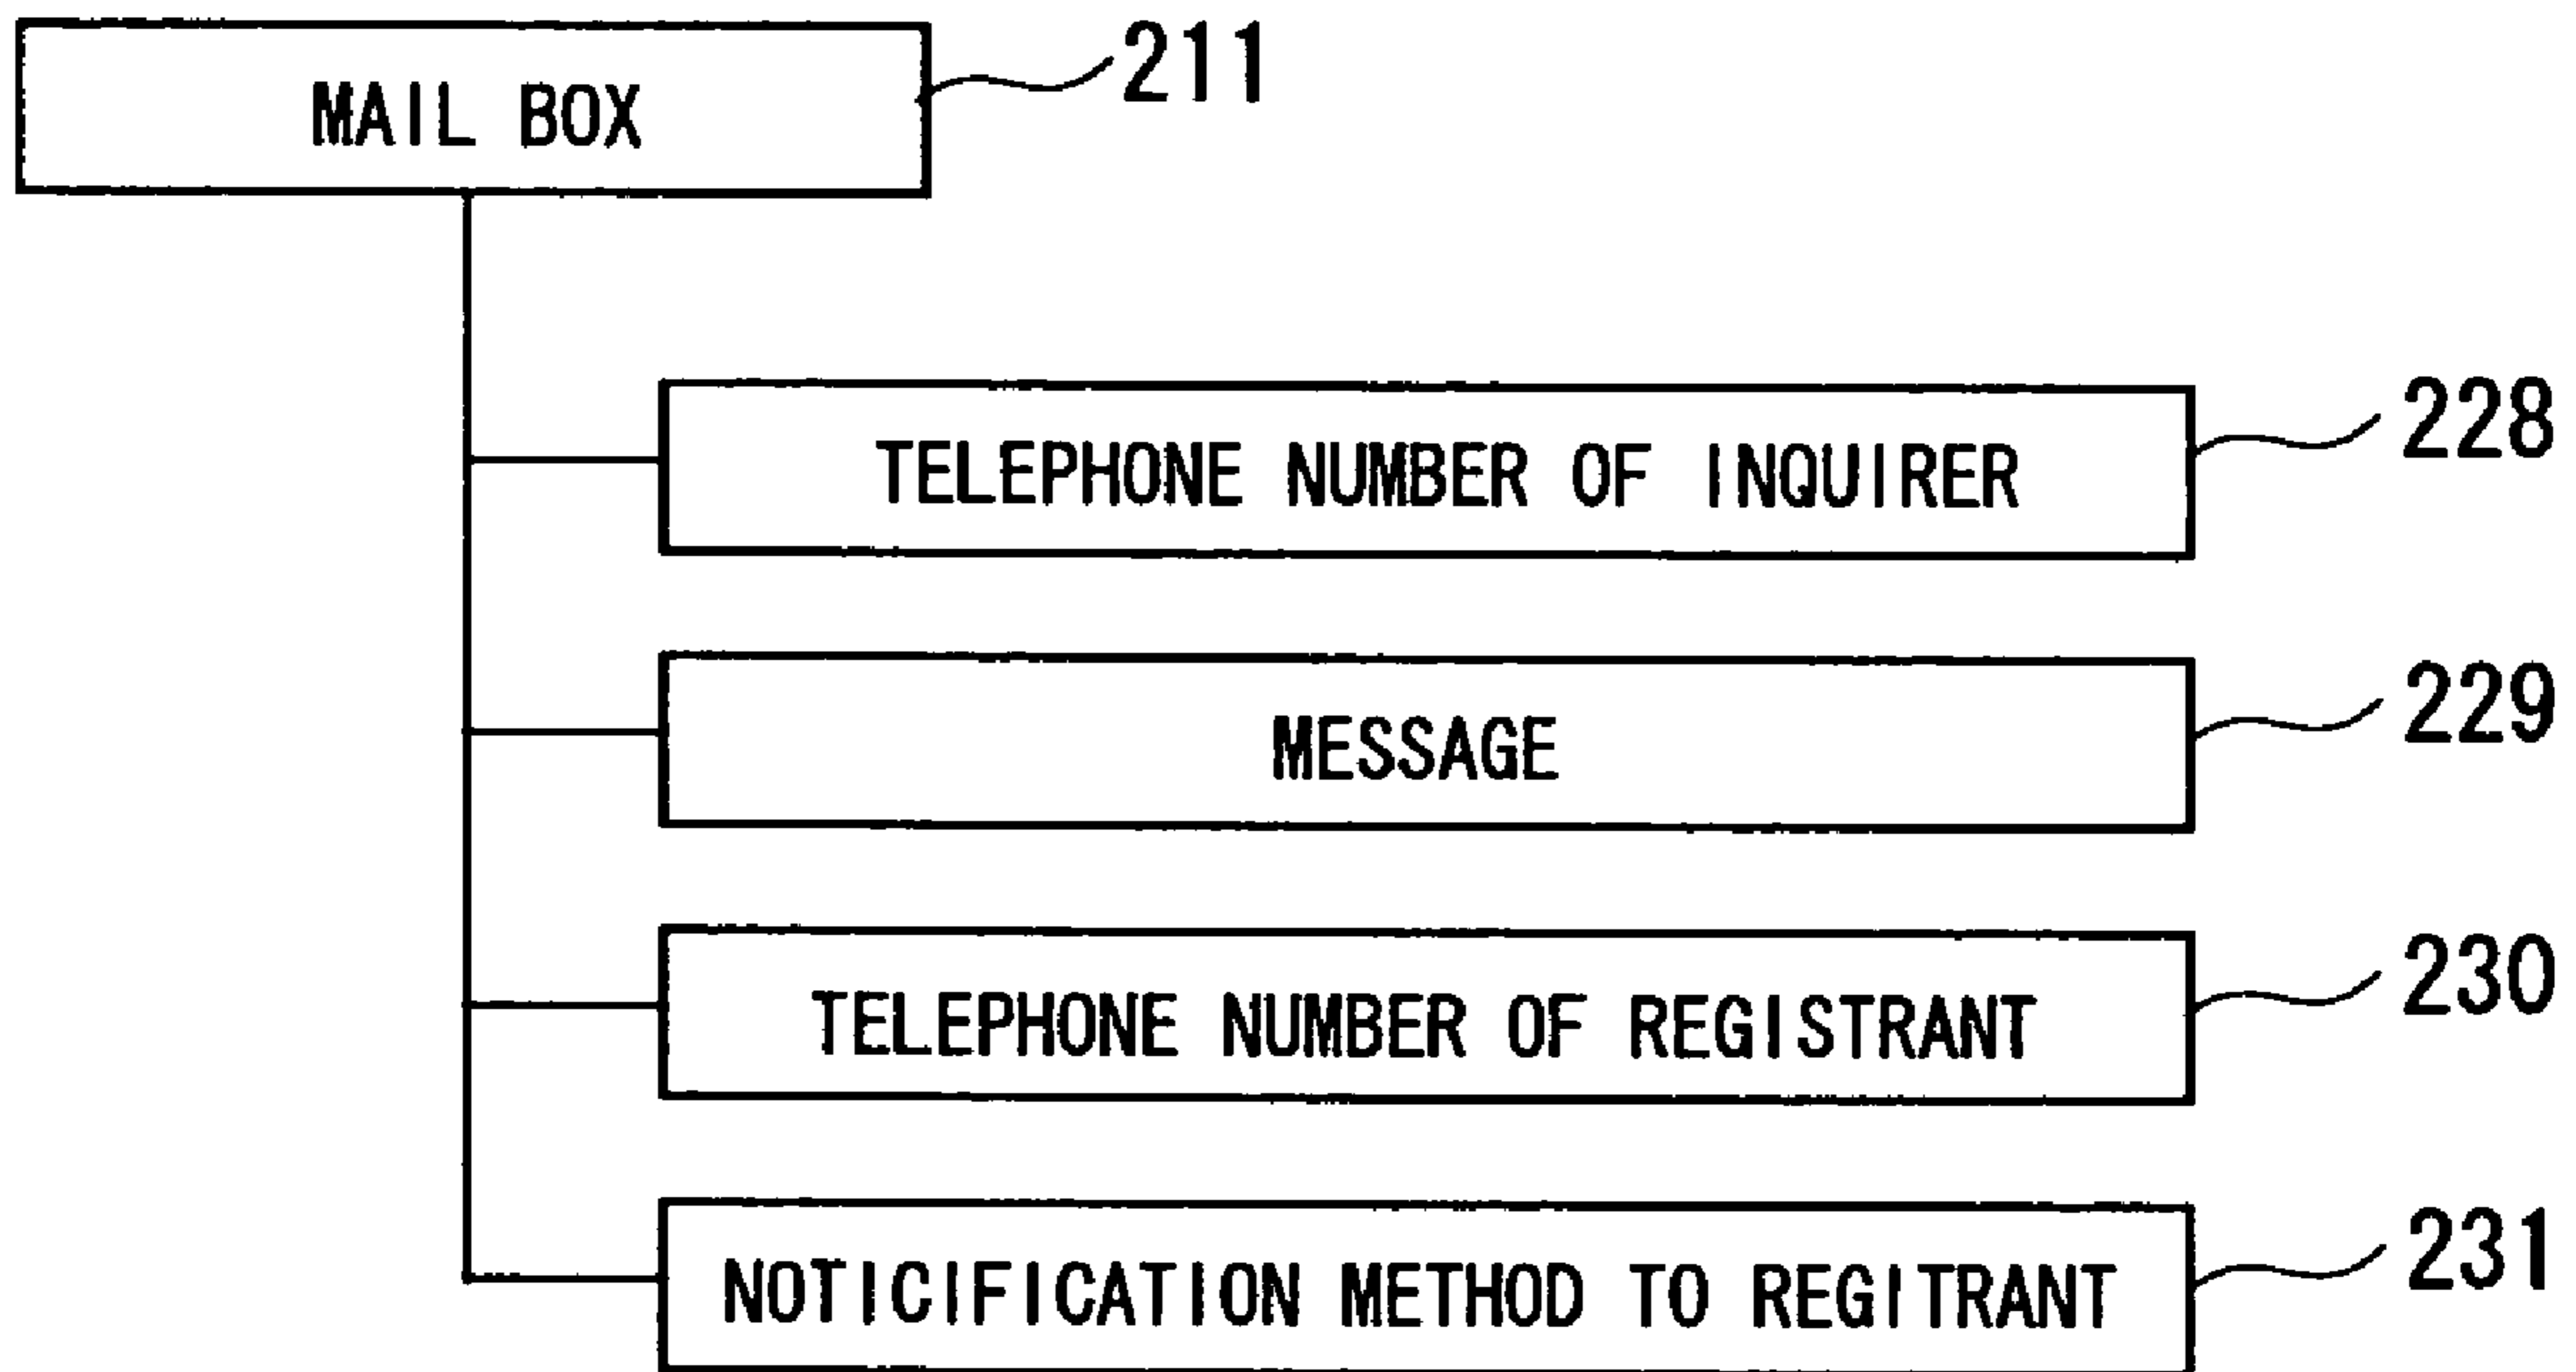 MAIL BOX 211
TELEPHONE NUMBER OF INQUIRER 228
MESSAGE 229
TELEPHONE NUMBER OF REGISTRANT 230
NOTICIFICATION METHOD TO REGITRANT 231